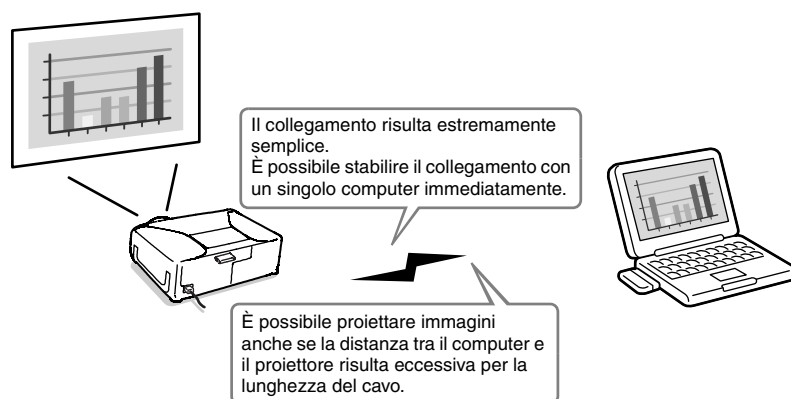 Il collegamento risulta estremamente
semplice.
È possibile stabilire il collegamento con
un singolo computer immediatamente.
È possibile proiettare immagini
anche se la distanza tra il computer e
il proiettore risulta eccessiva per la
lunghezza del cavo.